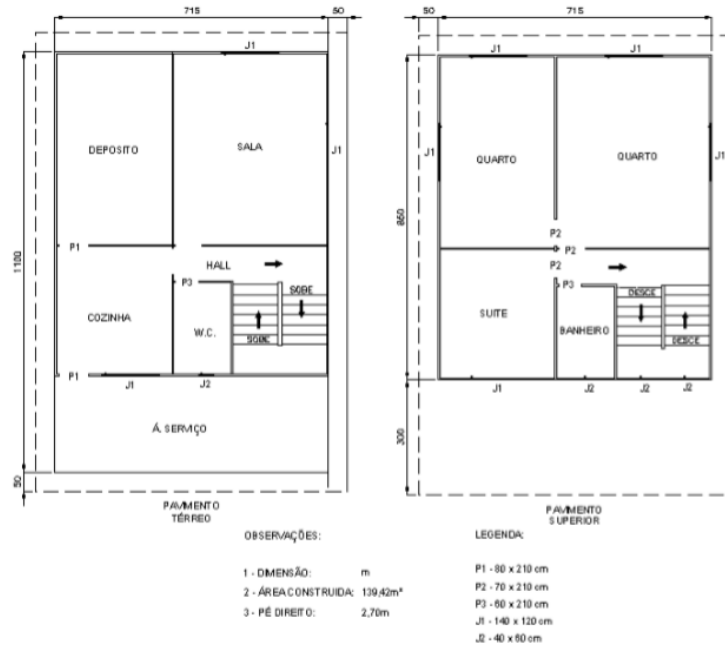 715
50
50
715
J1
J1
J1
DEPOSITO
SALA
J1
J1
QUARTO
QUARTO
J1
1100
850
P1
HALL
P2
P2
P2
P3
SOBE
P3
DESCE
COZINHA
W.C.
SOBE
SUITE
BANHEIRO
DESCE
P1
J1
J2
J1
J2
J2
J2
Á. SERVIÇO
300
50
PAVIMENTO
TÉRREO
PAVIMENTO
SUPERIOR
OBSERVAÇÕES:
LEGENDA:
1 - DIMENSÃO: m
2 - ÁREA CONSTRUIDA: 139,42m²
3 - PÉ DIREITO: 2,70m
P1 - 80 x 210 cm
P2 - 70 x 210 cm
P3 - 60 x 210 cm
J1 - 140 x 120 cm
J2 - 40 x 60 cm